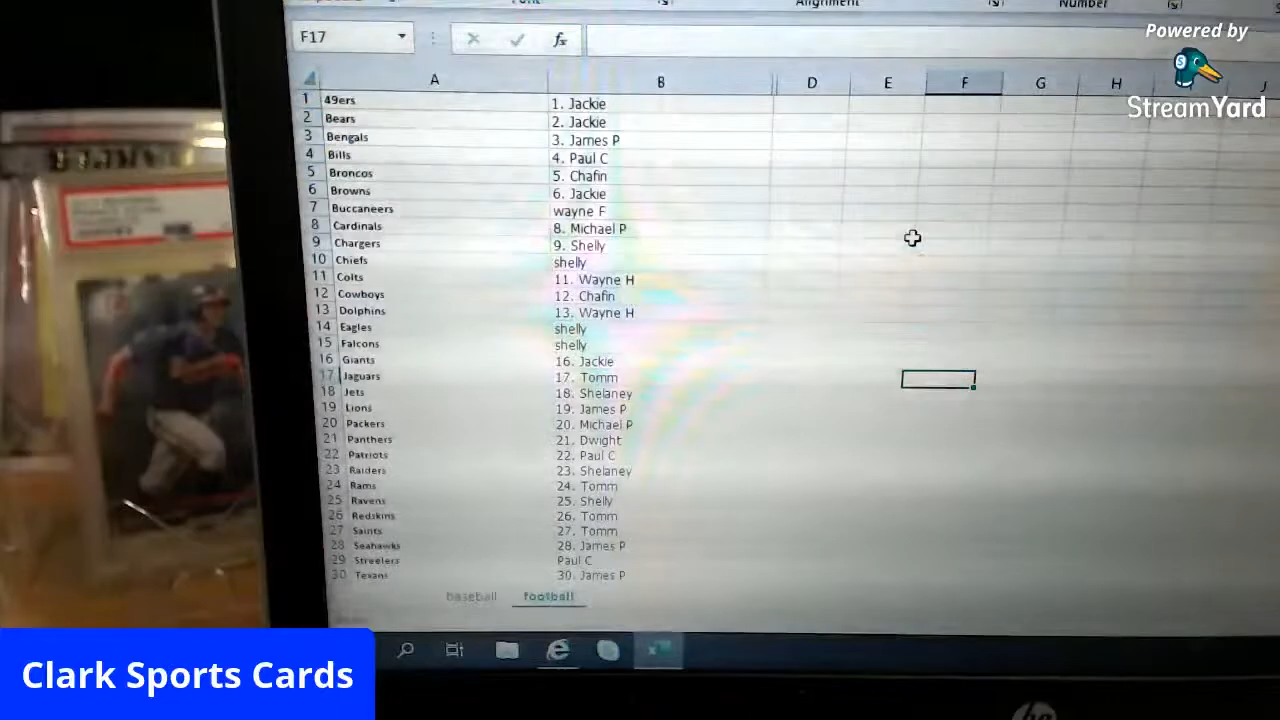 Alignment
Number
Powered by
StreamYard
F17
fx
A B D E F G H J
1 49ers 1. Jackie
2 Bears 2. Jackie
3 Bengals 3. James P
4 Bills 4. Paul C
5 Broncos 5. Chafin
6 Browns 6. Jackie
7 Buccaneers wayne F
8 Cardinals 8. Michael P
9 Chargers 9. Shelly
10 Chiefs shelly
11 Colts 11. Wayne H
12 Cowboys 12. Chafin
13 Dolphins 13. Wayne H
14 Eagles shelly
15 Falcons shelly
16 Giants 16. Jackie
17 Jaguars 17. Tomm
18 Jets 18. Shelaney
19 Lions 19. James P
20 Packers 20. Michael P
21 Panthers 21. Dwight
22 Patriots 22. Paul C
23 Raiders 23. Shelaney
24 Rams 24. Tomm
25 Ravens 25. Shelly
26 Redskins 26. Tomm
27 Saints 27. Tomm
28 Seahawks 28. James P
29 Streelers Paul C
30 Texans 30. James P
baseball football
Clark Sports Cards
hp